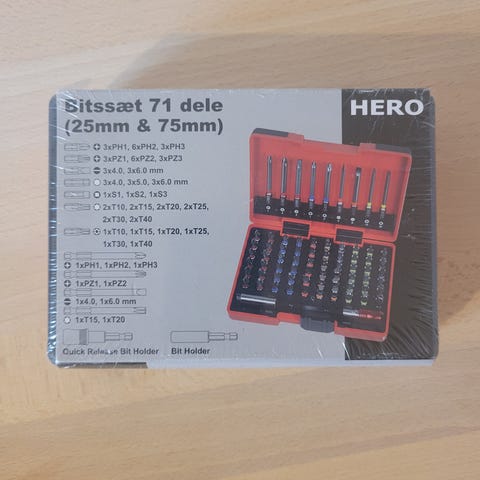 Bitssæt 71 dele
(25mm & 75mm)
HERO
3xPH1, 6xPH2, 3xPH3
3xPZ1, 6xPZ2, 3xPZ3
3x4.0, 3x6.0 mm
3x4.0, 3x5.0, 3x6.0 mm
1xS1, 1xS2, 1xS3
2xT10, 2xT15, 2xT20, 2xT25,
2xT30, 2xT40
1xT10, 1xT15, 1xT20, 1xT25,
1xT30, 1xT40
1xPH1, 1xPH2, 1xPH3
1xPZ1, 1xPZ2
1x4.0, 1x6.0 mm
1xT15, 1xT20
Quick Release Bit Holder
Bit Holder